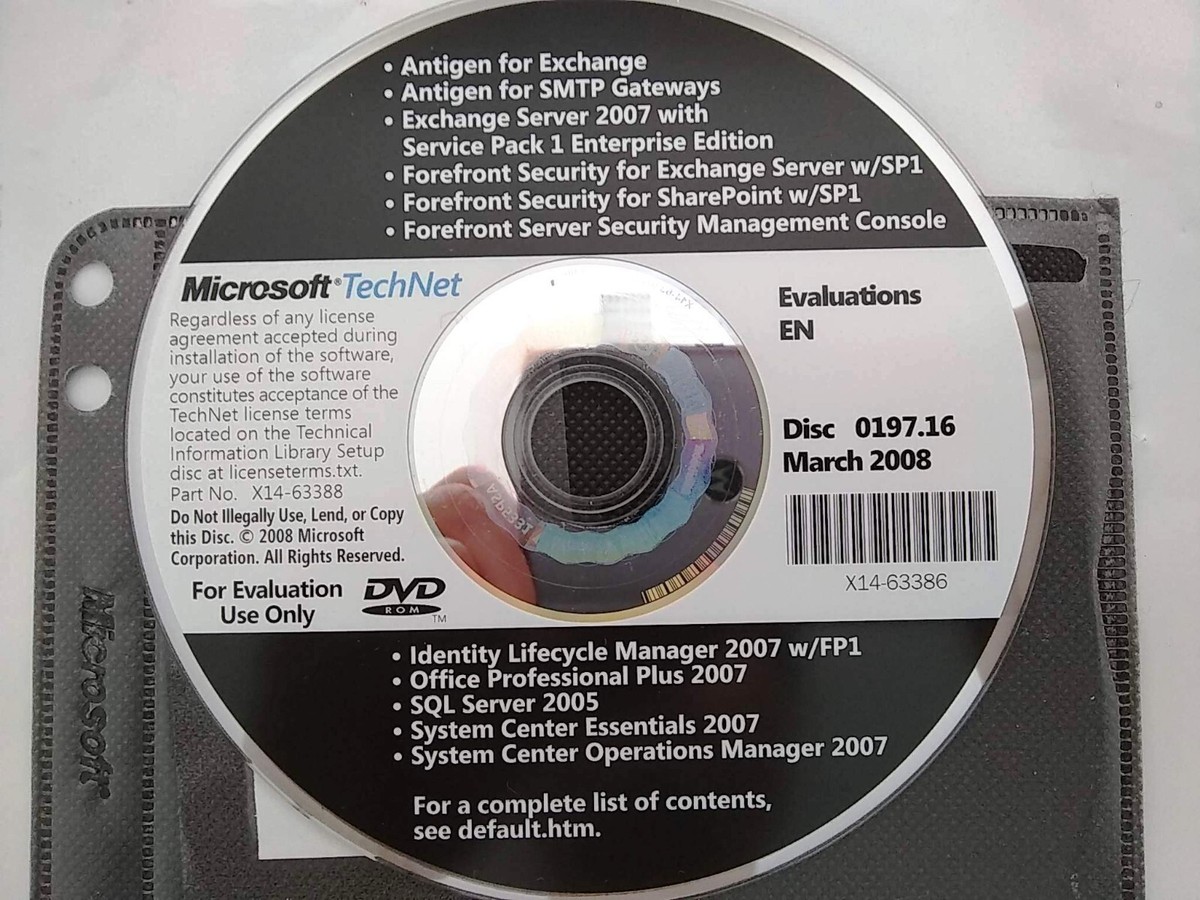 • Antigen for Exchange
• Antigen for SMTP Gateways
• Exchange Server 2007 with
Service Pack 1 Enterprise Edition
• Forefront Security for Exchange Server w/SP1
• Forefront Security for SharePoint w/SP1
• Forefront Server Security Management Console
Microsoft® TechNet
Regardless of any license
agreement accepted during
installation of the software,
your use of the software
constitutes acceptance of the
TechNet license terms
located on the Technical
Information Library Setup
disc at licenseterms.txt.
Part No. X14-63388
Do Not Illegally Use, Lend, or Copy
this Disc. © 2008 Microsoft
Corporation. All Rights Reserved.
For Evaluation
Use Only
DVD
ROM
TM
Evaluations
EN
Disc 0197.16
March 2008
X14-63386
• Identity Lifecycle Manager 2007 w/FP1
• Office Professional Plus 2007
• SQL Server 2005
• System Center Essentials 2007
• System Center Operations Manager 2007
For a complete list of contents,
see default.htm.
Microsoft®